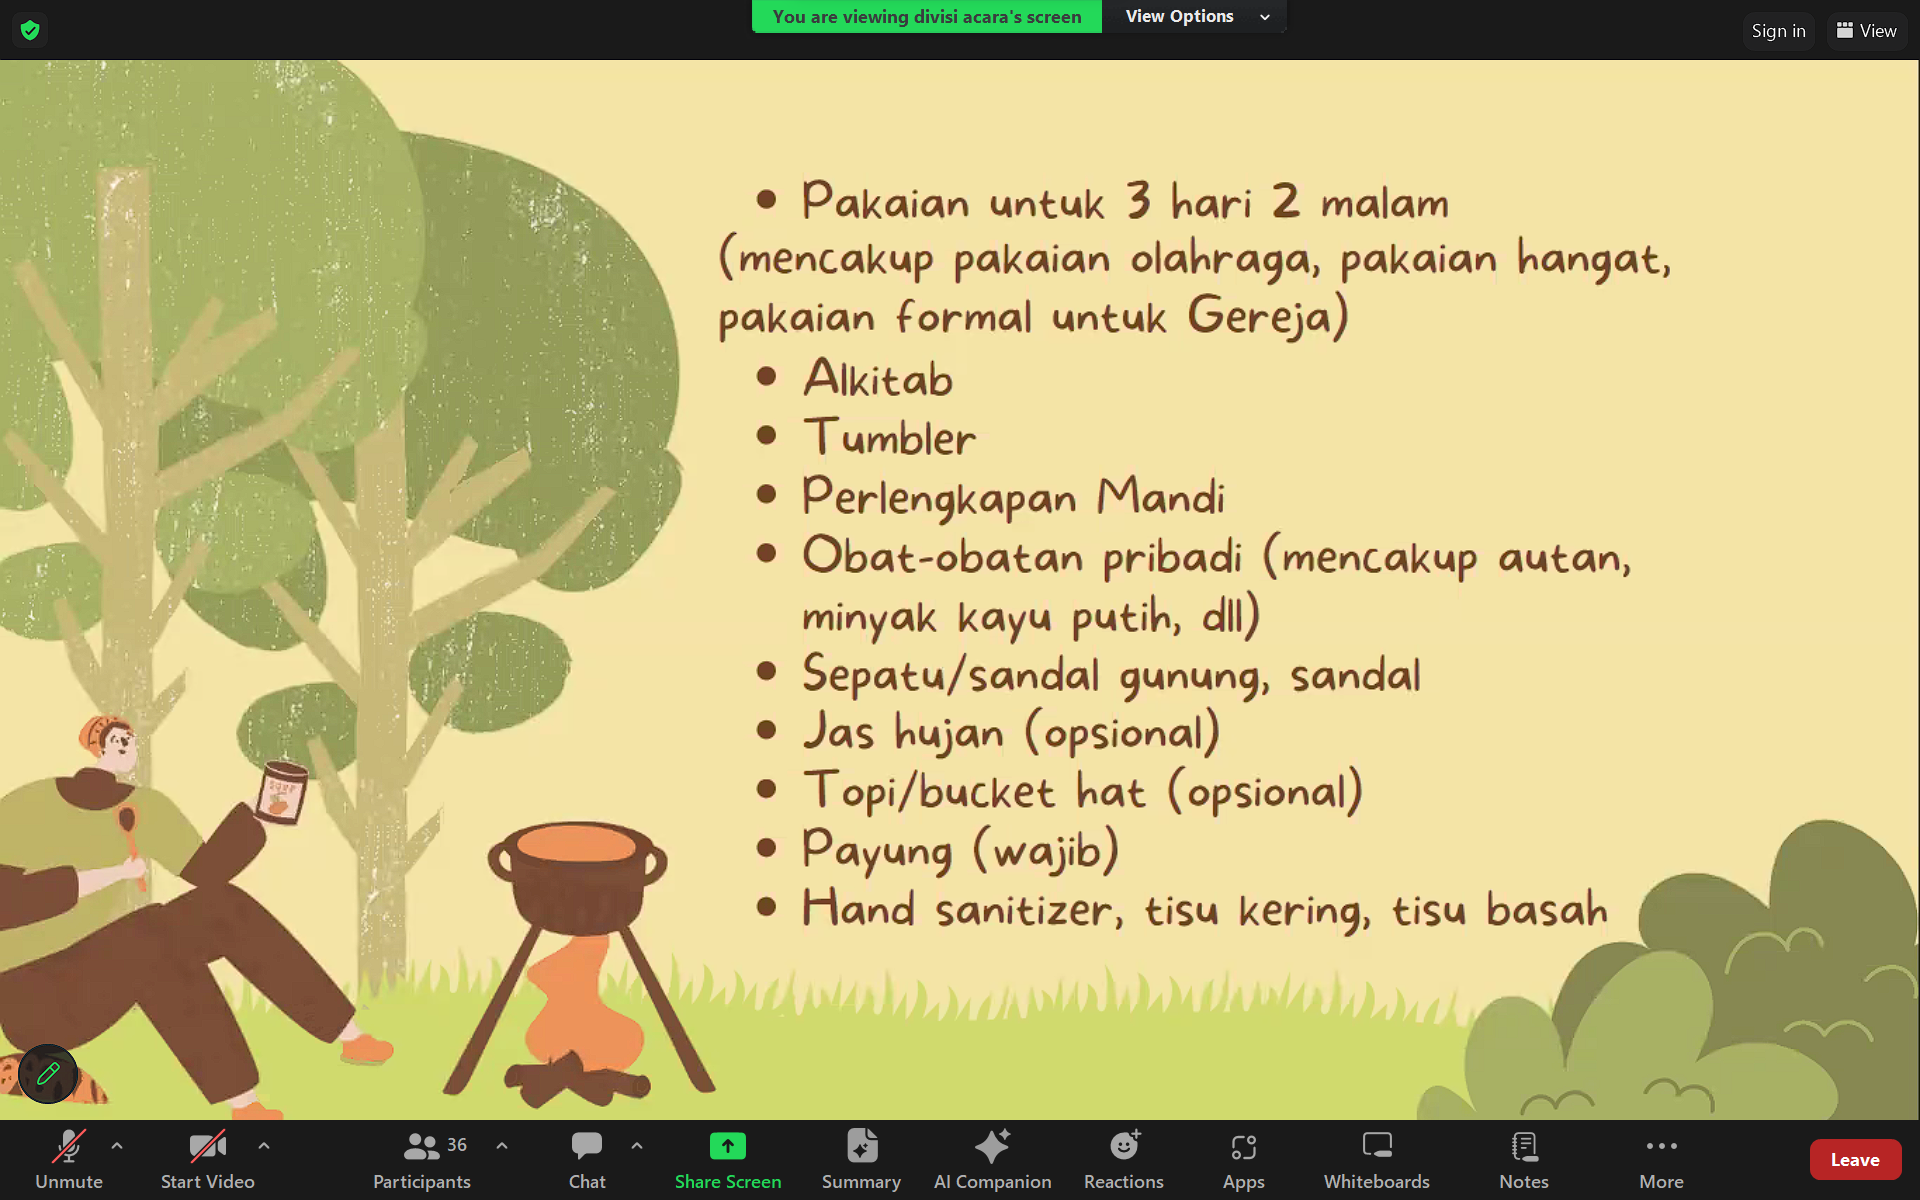 You are viewing divisi acara's screen
View Options
Sign in
View
• Pakaian untuk 3 hari 2 malam
(mencakup pakaian olahraga, pakaian hangat,
pakaian formal untuk Gereja)
• Alkitab
• Tumbler
• Perlengkapan Mandi
• Obat-obatan pribadi (mencakup autan,
minyak kayu putih, dll)
• Sepatu/sandal gunung, sandal
• Jas hujan (opsional)
• Topi/bucket hat (opsional)
• Payung (wajib)
• Hand sanitizer, tisu kering, tisu basah
SOUP
36
Unmute
Start Video
Participants
Chat
Share Screen
Summary
AI Companion
Reactions
Apps
Whiteboards
Notes
More
Leave